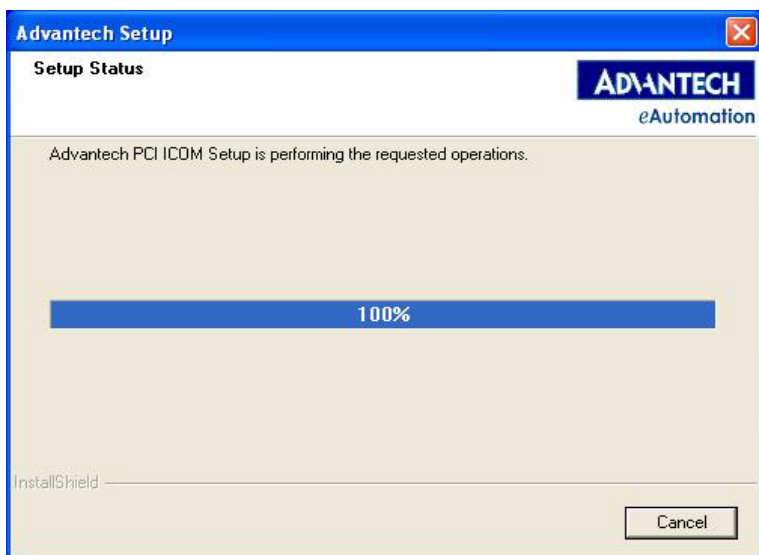 Advantech Setup
Setup Status
ADVANTECH
eAutomation
Advantech PCI ICOM Setup is performing the requested operations.
100%
InstallShield
Cancel